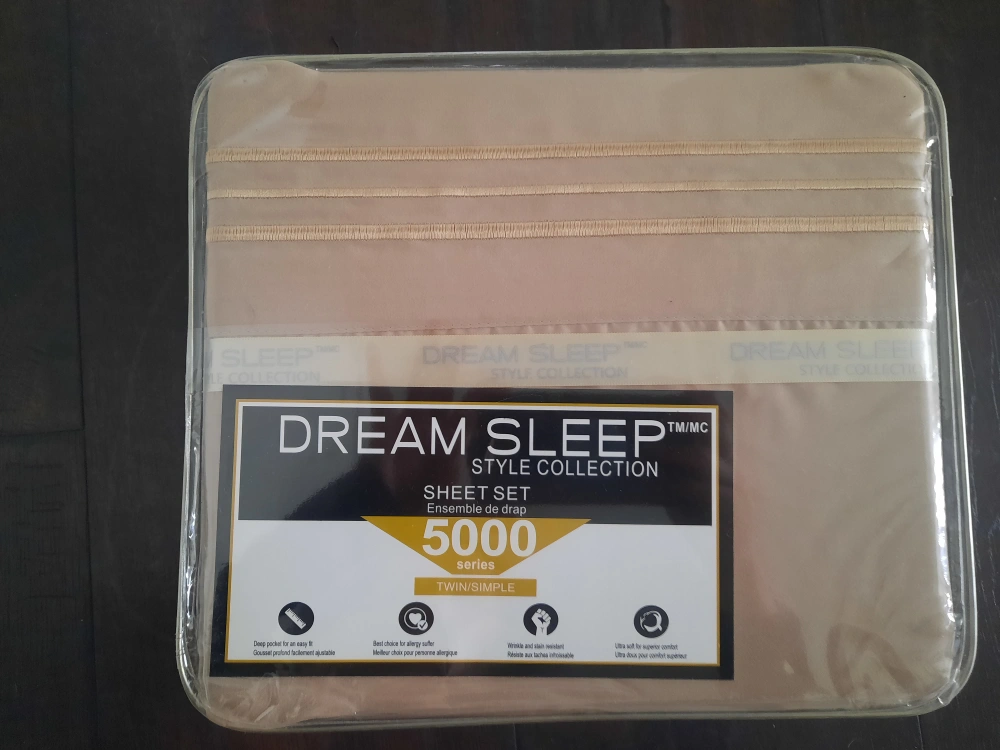 SLEEP™ DREAM SLEEP™ DREAM SLEEP
STYLE COLLECTION STYLE COLLECTION
DREAM SLEEP TM/MC
STYLE COLLECTION
SHEET SET
Ensemble de drap
5000
series
TWIN/SIMPLE
Deep pocket for an easy fit
Gousset profond facilement ajustable
Best choice for allergy suffer
Meilleur choix pour personne allergique
Wrinkle and stain resistant
Résiste aux taches infroissable
Ultra soft for superior comfort
Ultra doux pour comfort supérieur